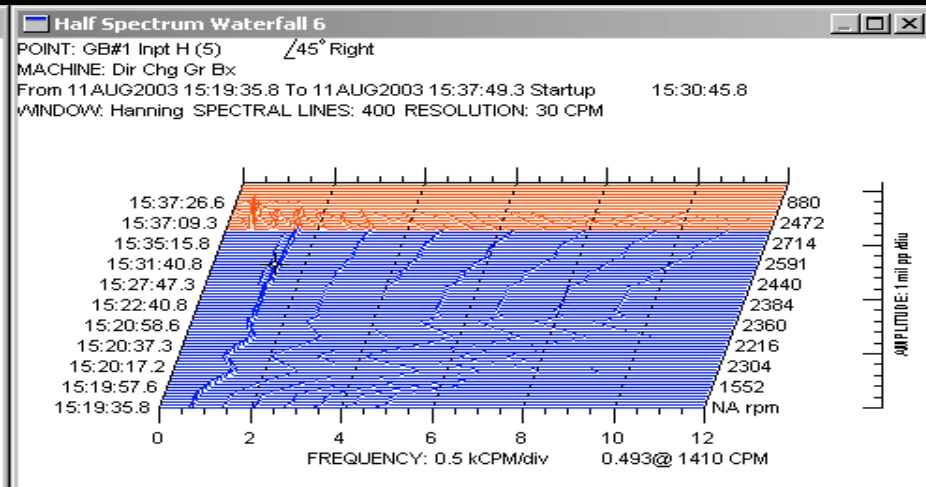 Half Spectrum Waterfall 6
POINT: GB#1 Inpt H (5) ∠45° Right
MACHINE: Dir Chg Gr Bx
From 11AUG2003 15:19:35.8 To 11AUG2003 15:37:49.3 Startup 15:30:45.8
WINDOW: Hanning SPECTRAL LINES: 400 RESOLUTION: 30 CPM
15:37:26.6 880
15:37:09.3 2472
15:35:15.8 2714
15:31:40.8 2591
15:27:47.3 2440
15:22:40.8 2384
15:20:58.6 2360
15:20:37.3 2216
15:20:17.2 2304
15:19:57.6 1552
15:19:35.8 NA rpm
AMPLITUDE: 1 mil pp/div
0 2 4 6 8 10 12
FREQUENCY: 0.5 kCPM/div 0.493@ 1410 CPM